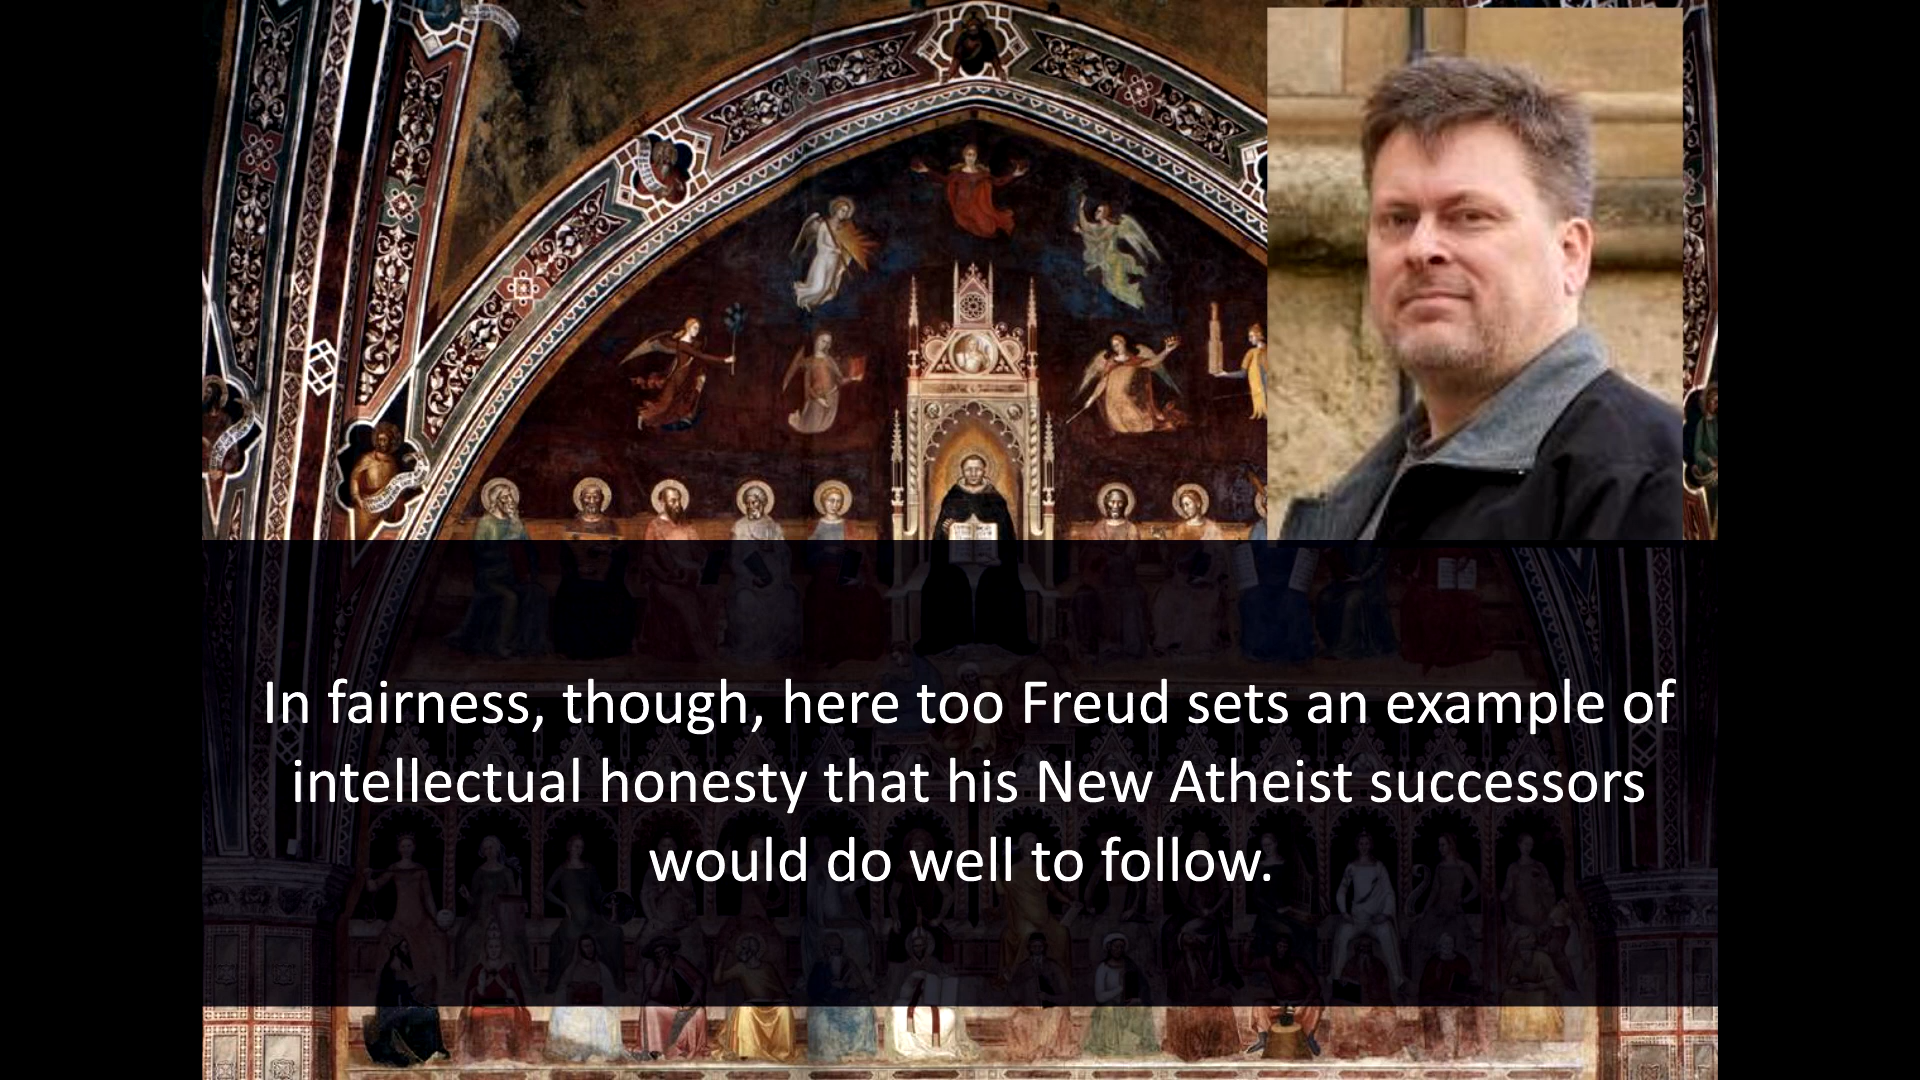 In fairness, though, here too Freud sets an example of
intellectual honesty that his New Atheist successors
would do well to follow.